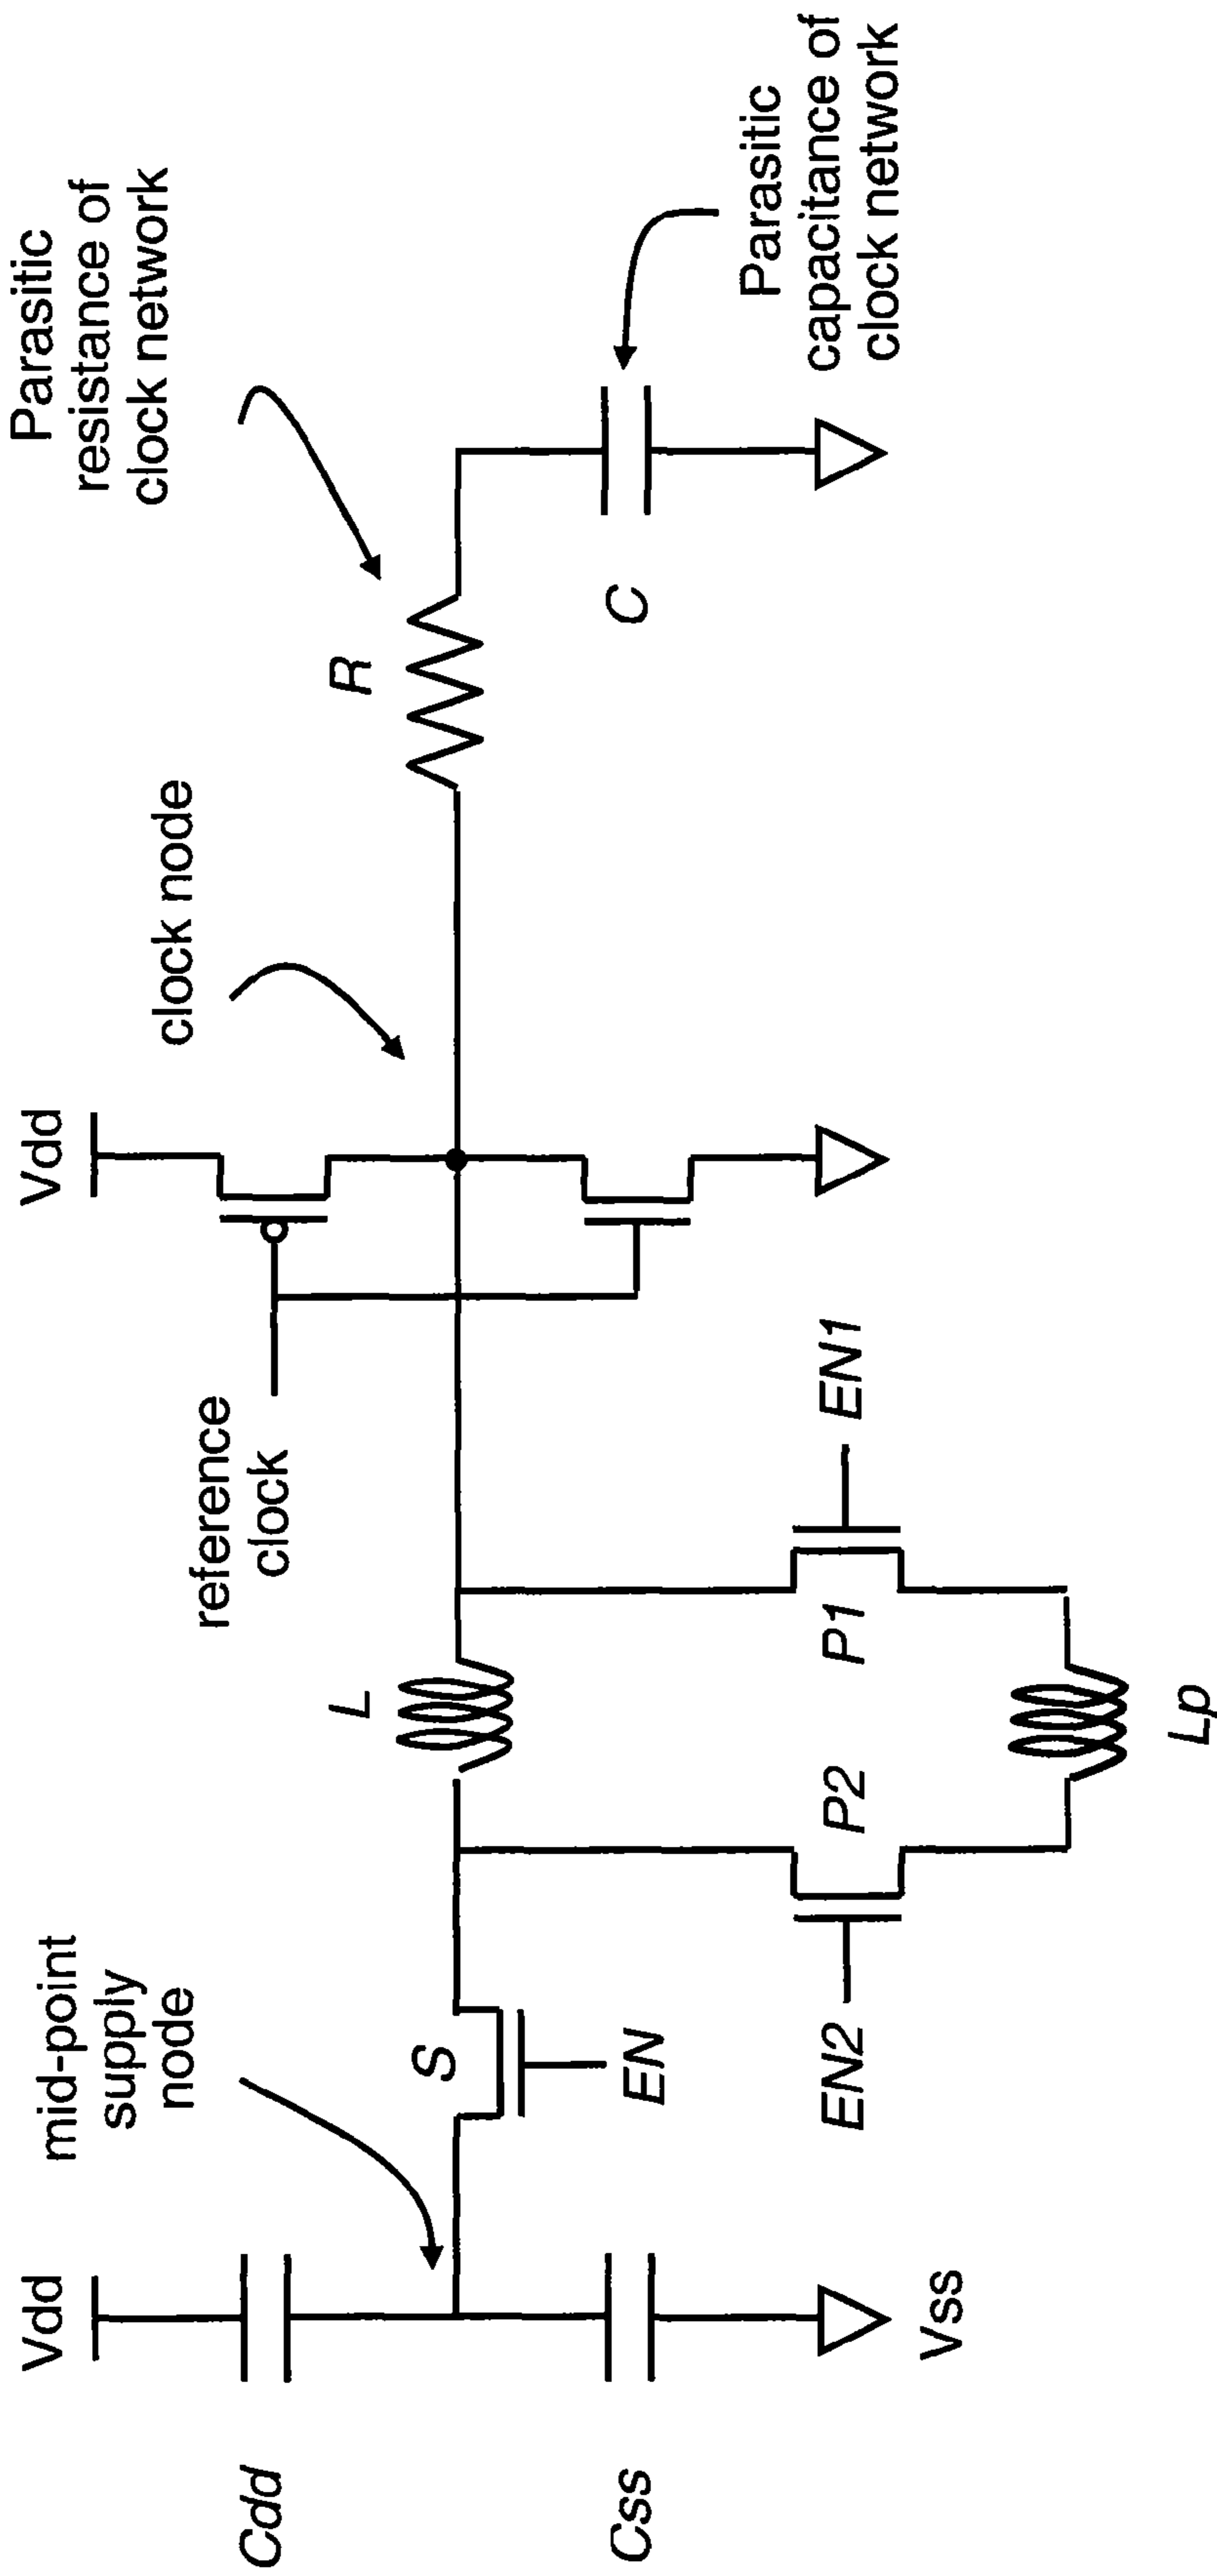 Vdd
Cdd
Css
Vss
mid-point
supply
node
S
EN
L
EN2
P2
P1
EN1
Lp
reference
clock
Vdd
clock node
R
Parasitic
resistance of
clock network
C
Parasitic
capacitance of
clock network